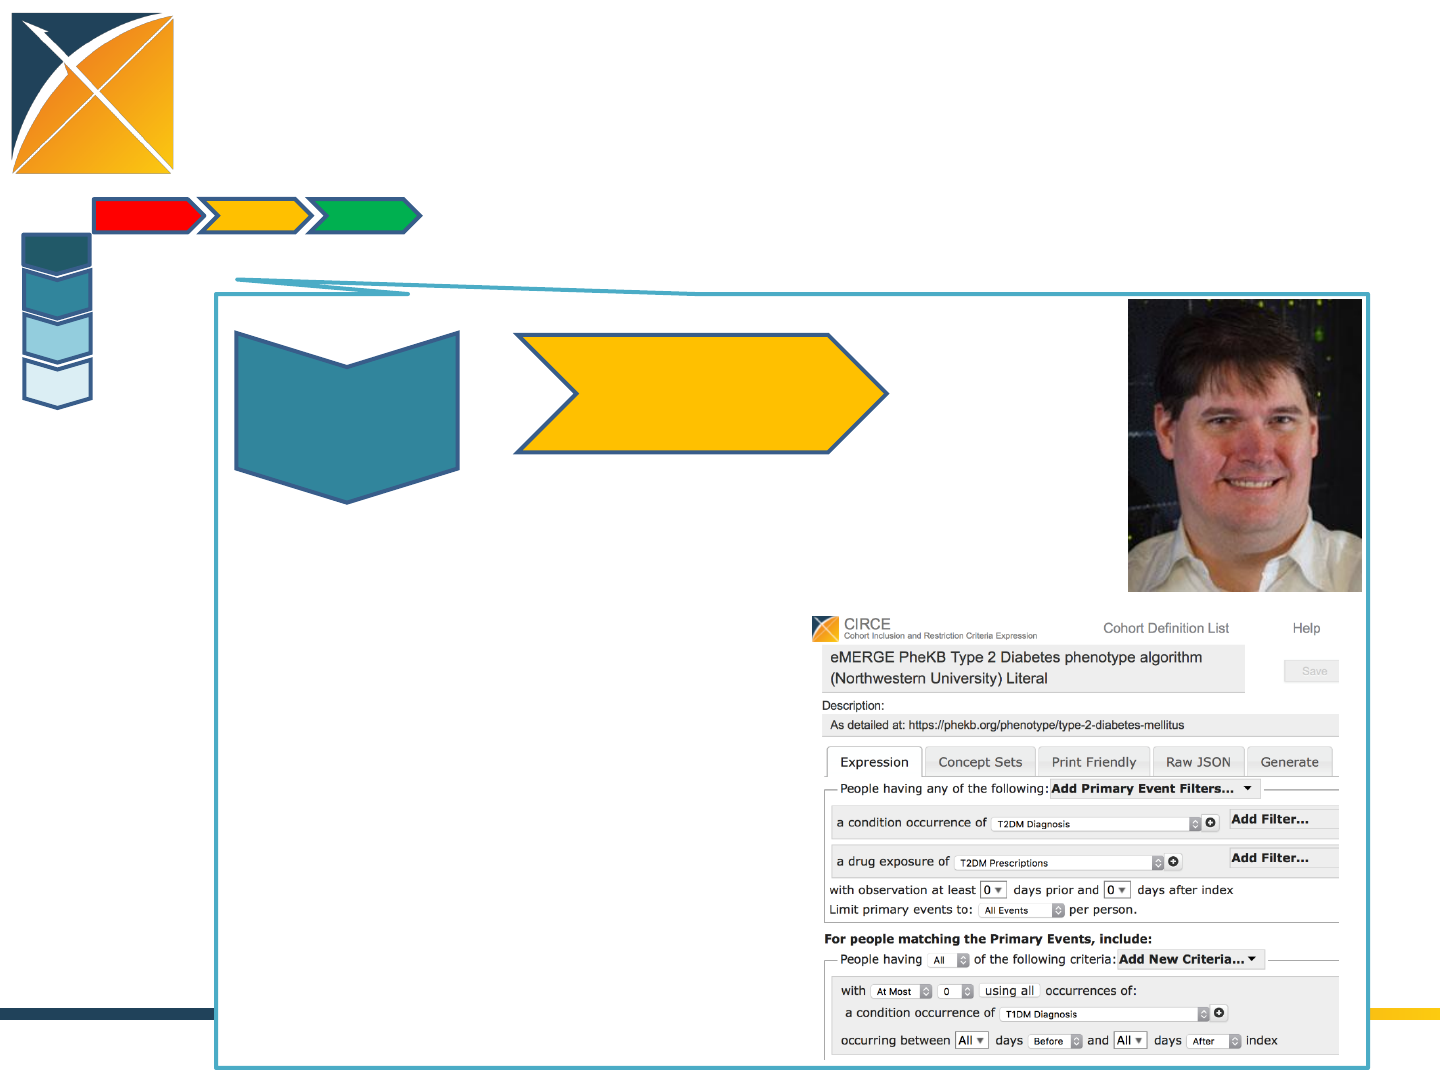 CIRCE
Cohort Inclusion and Restriction Criteria Expression
Cohort Definition List
Help
eMERGE PheKB Type 2 Diabetes phenotype algorithm
(Northwestern University) Literal
Save
Description:
As detailed at: https://phekb.org/phenotype/type-2-diabetes-mellitus
Expression Concept Sets Print Friendly Raw JSON Generate
People having any of the following: Add Primary Event Filters...
a condition occurrence of T2DM Diagnosis Add Filter...
a drug exposure of T2DM Prescriptions Add Filter...
with observation at least 0 days prior and 0 days after index
Limit primary events to: All Events per person.
For people matching the Primary Events, include:
People having All of the following criteria: Add New Criteria...
with At Most 0 using all occurrences of:
a condition occurrence of T1DM Diagnosis
occurring between All days Before and All days After index